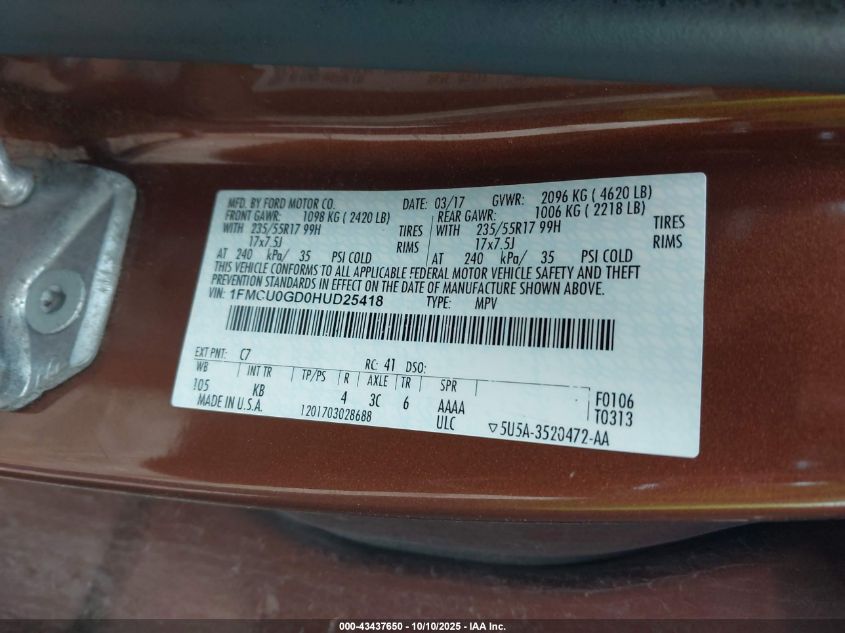 MFD. BY FORD MOTOR CO. DATE: 03/17 GVWR: 2096 KG ( 4620 LB)
FRONT GAWR: 1098 KG ( 2420 LB) REAR GAWR: 1006 KG ( 2218 LB)
WITH 235/55R17 99H TIRES WITH 235/55R17 99H TIRES
17x7.5J RIMS 17x7.5J RIMS
AT 240 kPa/ 35 PSI COLD AT 240 kPa/ 35 PSI COLD
THIS VEHICLE CONFORMS TO ALL APPLICABLE FEDERAL MOTOR VEHICLE SAFETY AND THEFT
PREVENTION STANDARDS IN EFFECT ON THE DATE OF MANUFACTURE SHOWN ABOVE.
VIN: 1FMCU0GD0HUD25418 TYPE: MPV
EXT PNT: C7 RC: 41 DSO:
WB INT TR TP/PS R AXLE TR SPR
105 KB 4 3C 6 AAAA F0106
MADE IN U.S.A. 1201703028688 ULC T0313
▽5U5A-3520472-AA
000-43437650 | 10/10/2025 - IAA Inc.